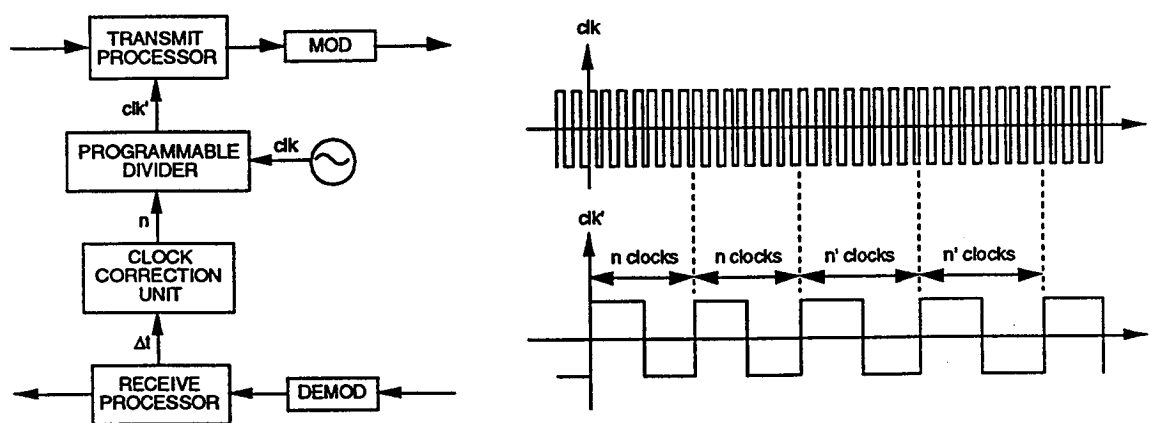 TRANSMIT
PROCESSOR
MOD
clk'
PROGRAMMABLE
DIVIDER
clk
n
CLOCK
CORRECTION
UNIT
Δt
RECEIVE
PROCESSOR
DEMOD
clk
clk'
n clocks
n clocks
n' clocks
n' clocks